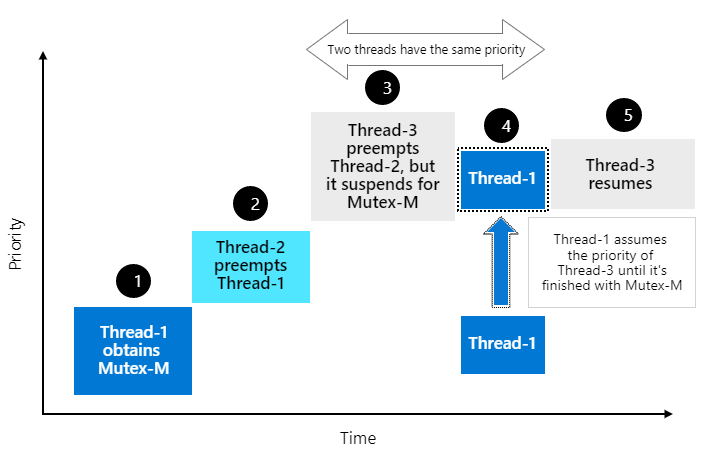 Two threads have the same priority
3
Thread-3
preempts
Thread-2, but
it suspends for
Mutex-M
4
Thread-1
5
Thread-3
resumes
2
Thread-2
preempts
Thread-1
Thread-1 assumes
the priority of
Thread-3 until it's
finished with Mutex-M
1
Thread-1
obtains
Mutex-M
Thread-1
Priority
Time